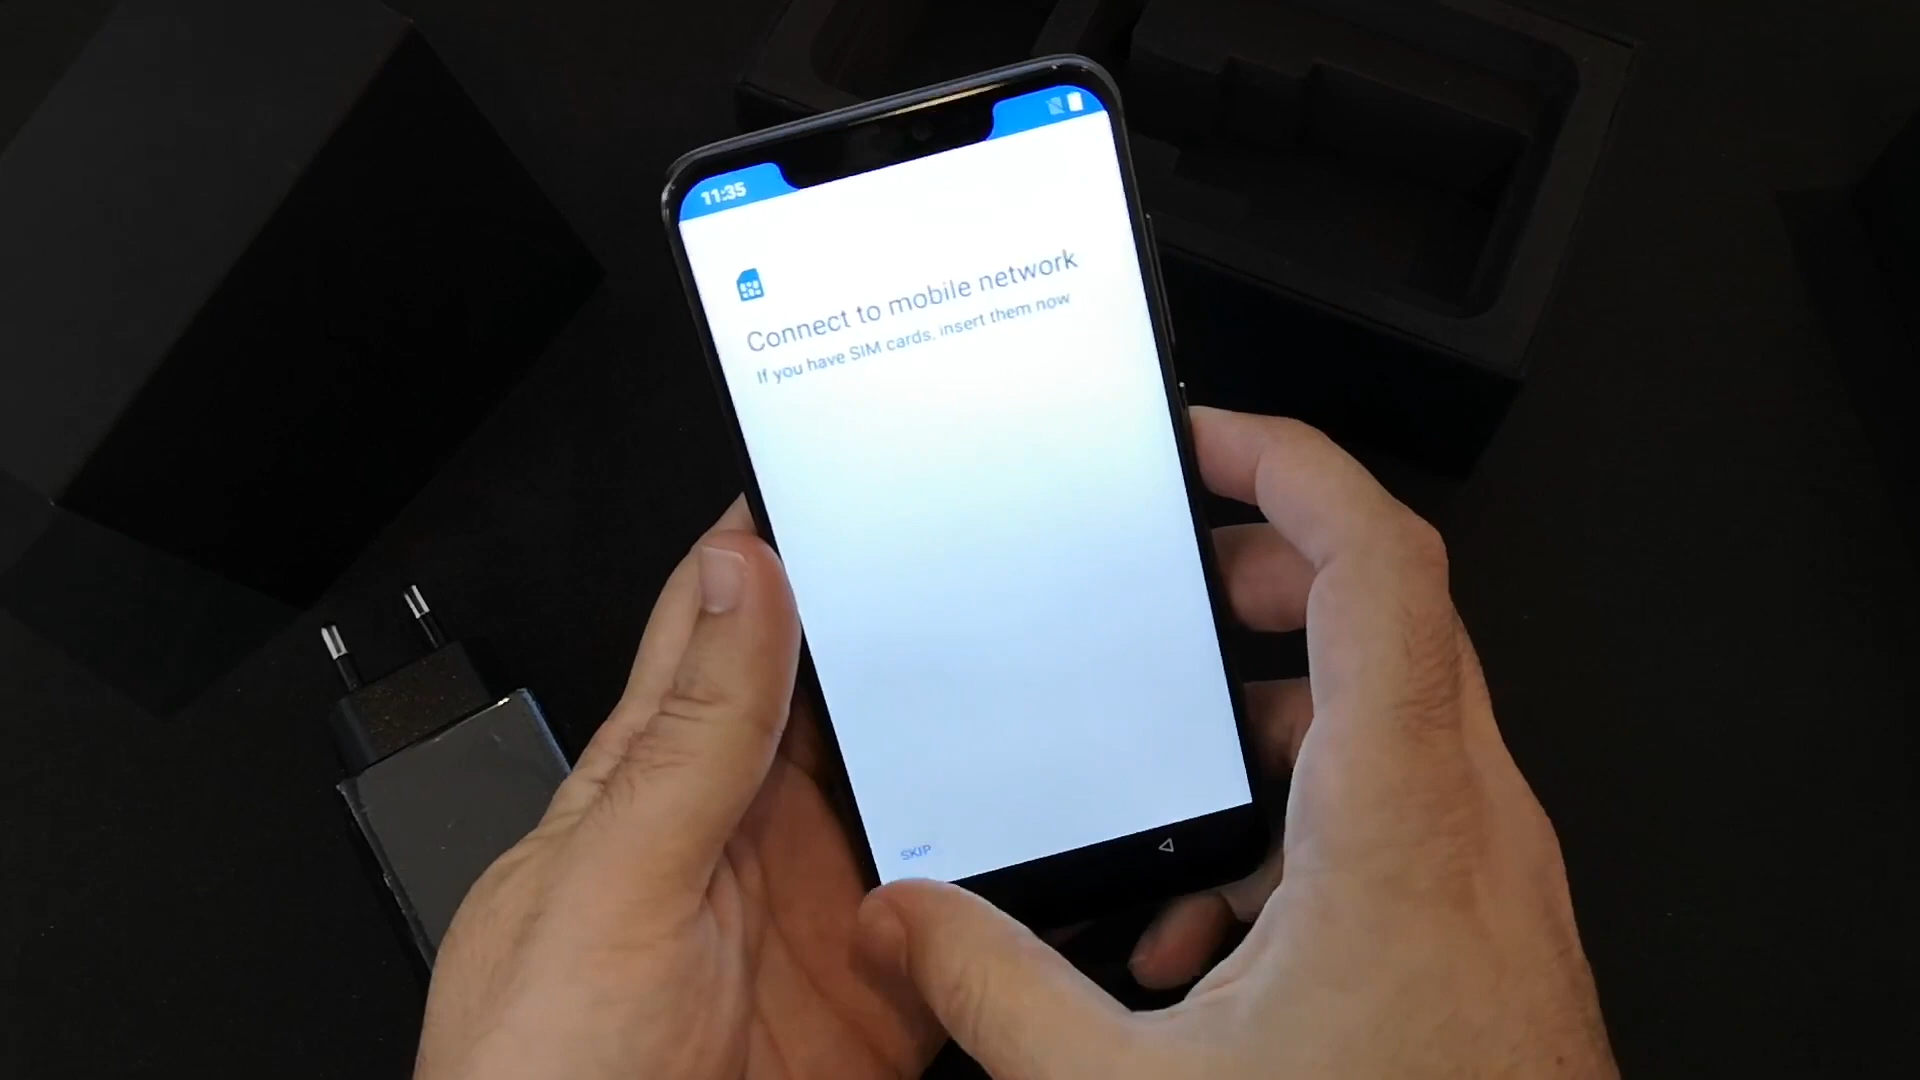 11:35
Connect to mobile network
If you have SIM cards, insert them now
SKIP